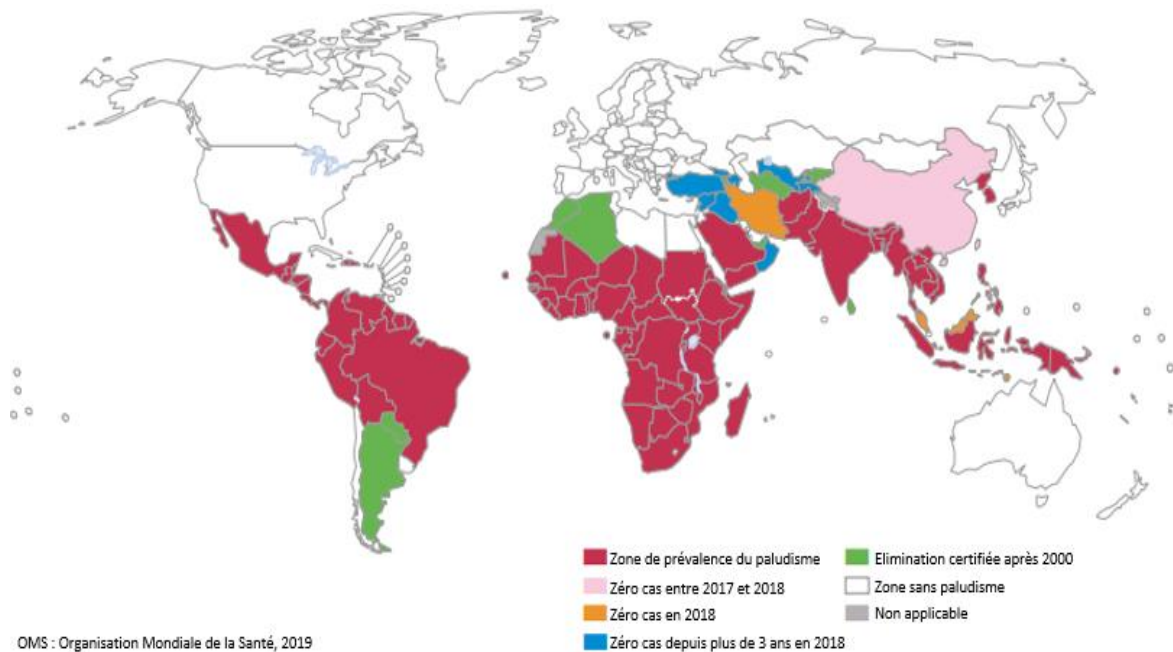 Zone de prévalence du paludisme
Zéro cas entre 2017 et 2018
Zéro cas en 2018
Zéro cas depuis plus de 3 ans en 2018
Elimination certifiée après 2000
Zone sans paludisme
Non applicable
OMS : Organisation Mondiale de la Santé, 2019